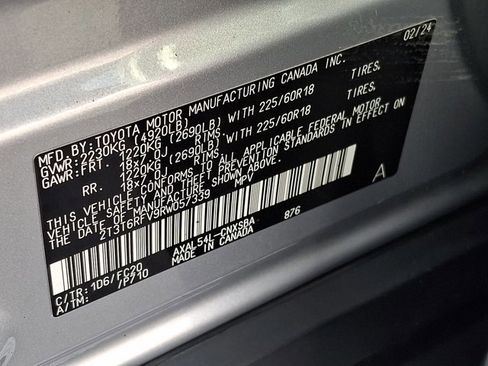 MFD.BY:TOYOTA MOTOR MANUFACTURING CANADA INC. 02/24
GVWR:2230KG (4920LB)
GAWR:FRT. 1220KG (2690LB) WITH 225/60R18 TIRES,
18x7.0J RIMS,
RR. 1220KG (2690LB) WITH 225/60R18 TIRES,
18x7.0J RIMS.
THIS VEHICLE CONFORMS TO ALL APPLICABLE FEDERAL MOTOR
VEHICLE SAFETY AND THEFT PREVENTION STANDARDS IN EFFECT ON
THE DATE OF MANUFACTURE SHOWN ABOVE.
2T3T6RFV9RW057339 MPV A
C/TR:1D6/FC20 AXAL54L-CNXSBA 876
A/TM: /P710 MADE IN CANADA